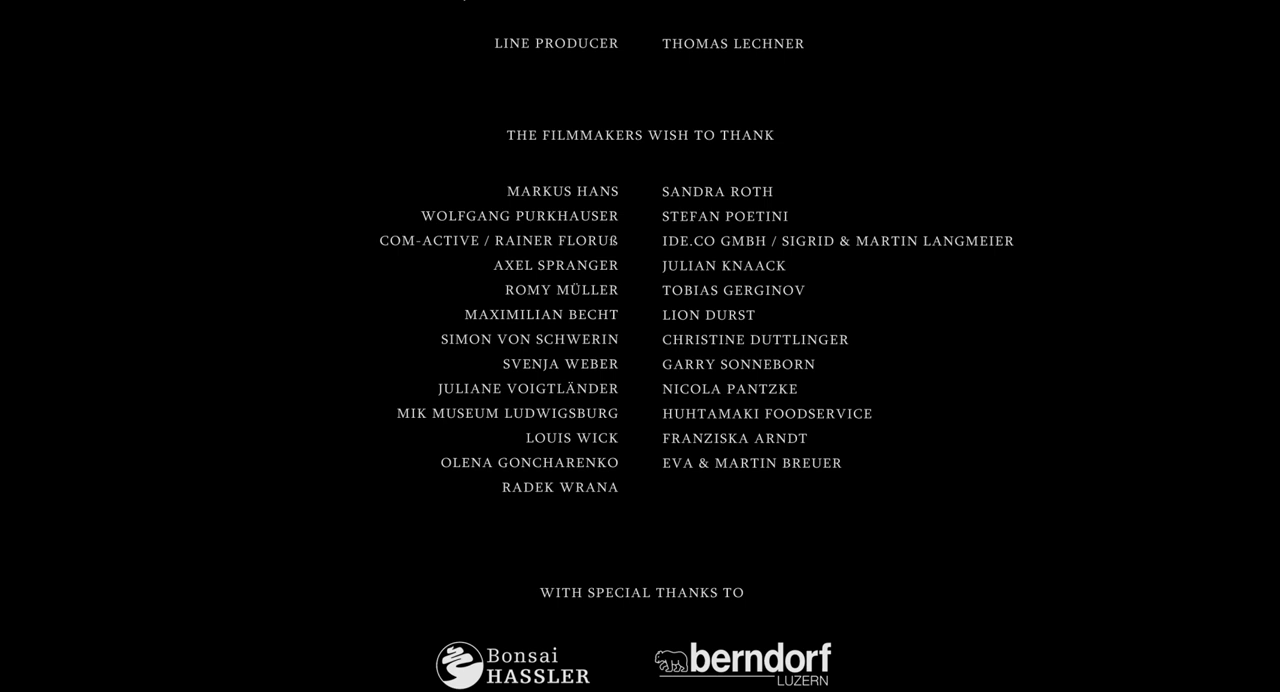 LINE PRODUCER THOMAS LECHNER
THE FILMMAKERS WISH TO THANK
MARKUS HANS SANDRA ROTH
WOLFGANG PURKHAUSER STEFAN POETINI
COM-ACTIVE / RAINER FLORUß IDE.CO GMBH / SIGRID & MARTIN LANGMEIER
AXEL SPRANGER JULIAN KNAACK
ROMY MÜLLER TOBIAS GERGINOV
MAXIMILIAN BECHT LION DURST
SIMON VON SCHWERIN CHRISTINE DUTTLINGER
SVENJA WEBER GARRY SONNEBORN
JULIANE VOIGTLÄNDER NICOLA PANTZKE
MIK MUSEUM LUDWIGSBURG HUHTAMAKI FOODSERVICE
LOUIS WICK FRANZISKA ARNDT
OLENA GONCHARENKO EVA & MARTIN BREUER
RADEK WRANA
WITH SPECIAL THANKS TO
Bonsai HASSLER
berndorf LUZERN